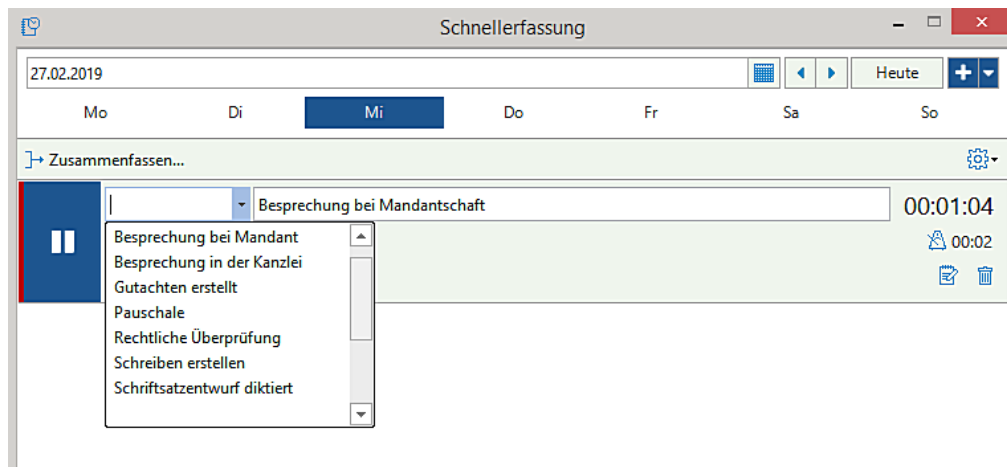 Schnellerfassung
27.02.2019
Heute
Mo Di Mi Do Fr Sa So
Zusammenfassen...
Besprechung bei Mandantschaft
00:01:04
00:02
Besprechung bei Mandant
Besprechung in der Kanzlei
Gutachten erstellt
Pauschale
Rechtliche Überprüfung
Schreiben erstellen
Schriftsatzentwurf diktiert